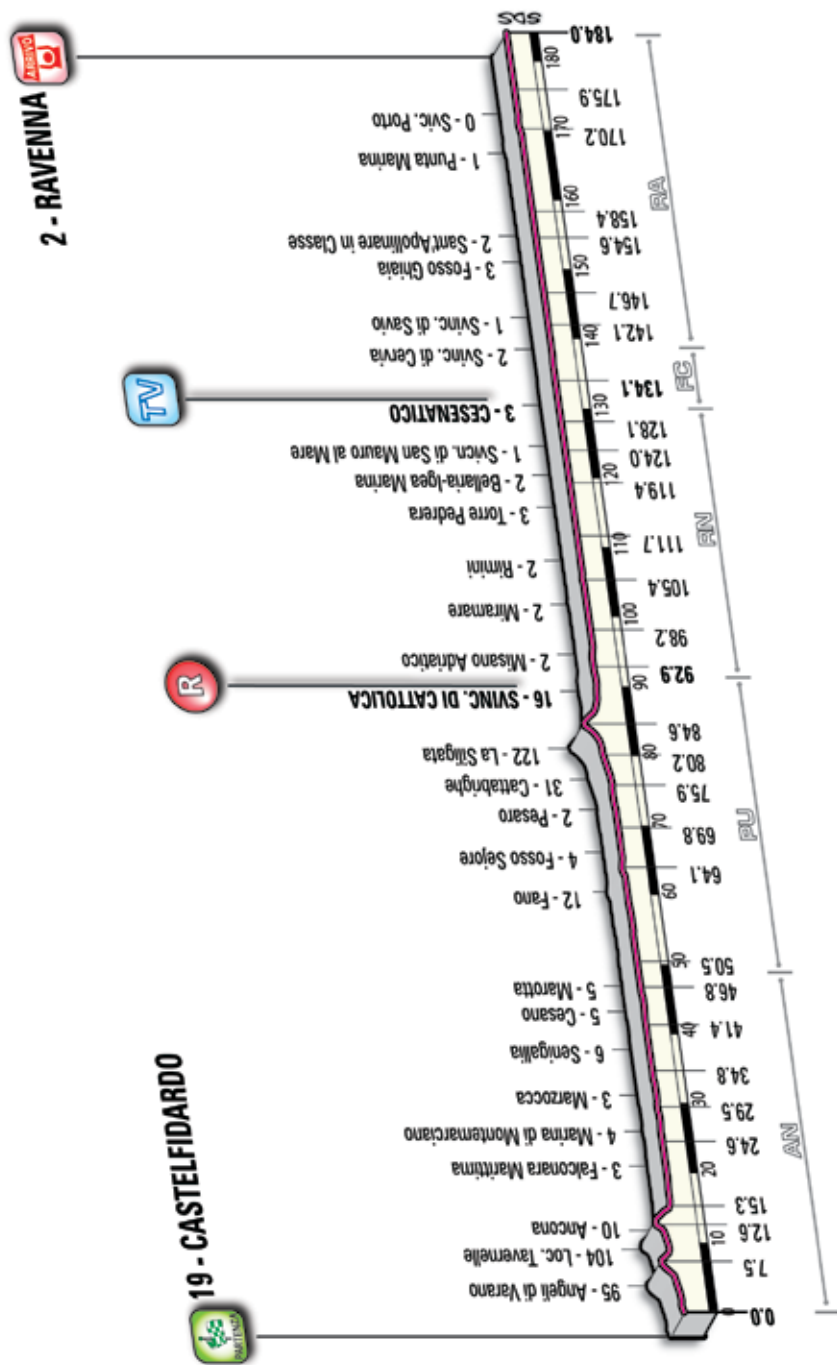 PARTENZA
19 - CASTELFIDARDO
95 - Angeli di Varano
104 - Loc. Tavernelle
10 - Ancona
3 - Falconara Marittima
4 - Marina di Montemarciano
3 - Marzocca
6 - Senigallia
5 - Cesano
5 - Marotta
12 - Fano
4 - Fosso Sejore
2 - Pesaro
31 - Cattabrighe
122 - La Siligata
16 - SVINC. DI CATTOLICA
R
2 - Misano Adriatico
2 - Miramare
2 - Rimini
3 - Torre Pedrera
2 - Bellaria-Igea Marina
1 - Svicn. di San Mauro al Mare
3 - CESENATICO
TV
2 - Svinc. di Cervia
1 - Svinc. di Savio
3 - Fosso Ghiaia
2 - Sant'Apollinare in Classe
1 - Punta Marina
0 - Svic. Porto
2 - RAVENNA
ARRIVO
SDS
0
10
20
30
40
50
60
70
80
90
100
110
120
130
140
150
160
170
180
0.0
7.5
12.6
15.3
24.6
29.5
34.8
41.4
46.8
50.5
64.1
69.8
75.9
80.2
84.6
92.9
98.2
105.4
111.7
119.4
124.0
128.1
134.1
142.1
146.7
154.6
158.4
170.2
175.9
184.0
AN
PU
RN
FC
RA